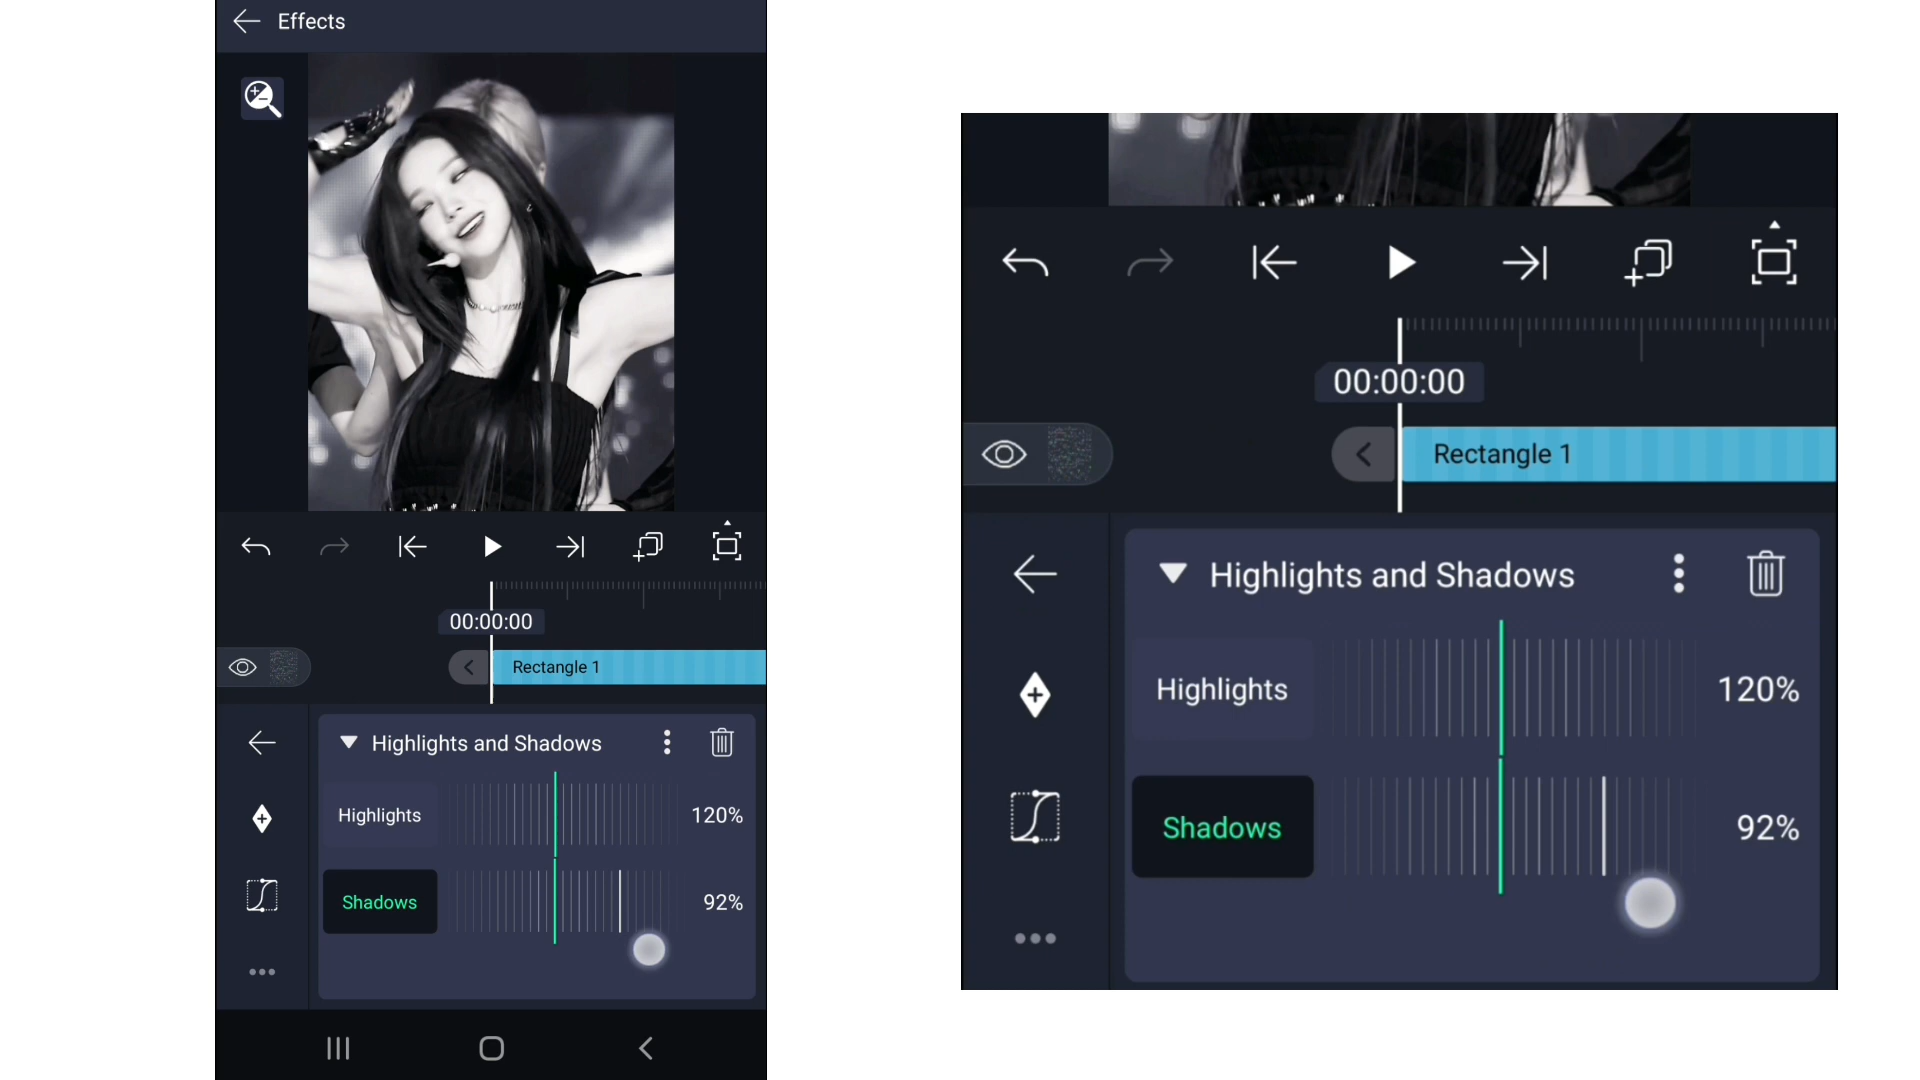 Effects
00:00:00
Rectangle 1
Highlights and Shadows
Highlights 120%
Shadows 92%
00:00:00
Rectangle 1
Highlights and Shadows
Highlights 120%
Shadows 92%